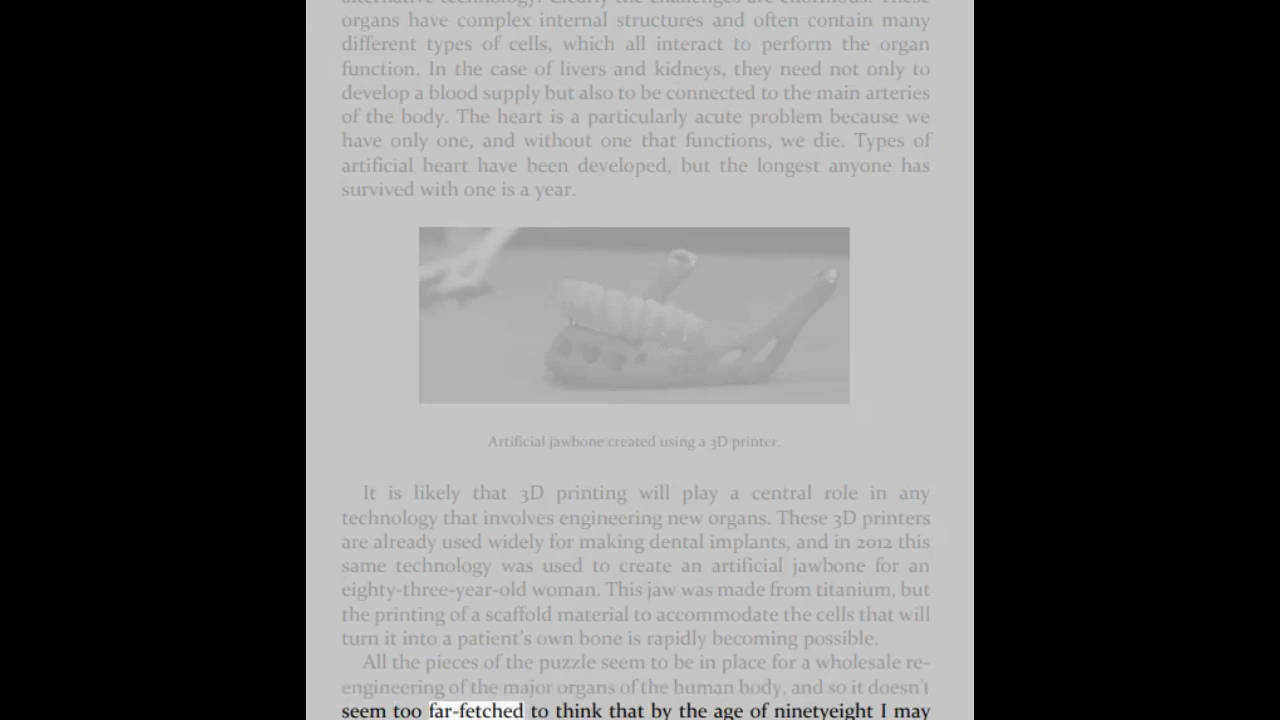 alternative technology. Clearly the challenges are enormous. These
organs have complex internal structures and often contain many
different types of cells, which all interact to perform the organ
function. In the case of livers and kidneys, they need not only to
develop a blood supply but also to be connected to the main arteries
of the body. The heart is a particularly acute problem because we
have only one, and without one that functions, we die. Types of
artificial heart have been developed, but the longest anyone has
survived with one is a year.
Artificial jawbone created using a 3D printer.
It is likely that 3D printing will play a central role in any
technology that involves engineering new organs. These 3D printers
are already used widely for making dental implants, and in 2012 this
same technology was used to create an artificial jawbone for an
eighty-three-year-old woman. This jaw was made from titanium, but
the printing of a scaffold material to accommodate the cells that will
turn it into a patient's own bone is rapidly becoming possible.
All the pieces of the puzzle seem to be in place for a wholesale re-
engineering of the major organs of the human body, and so it doesn't
seem too far-fetched to think that by the age of ninetyeight I may